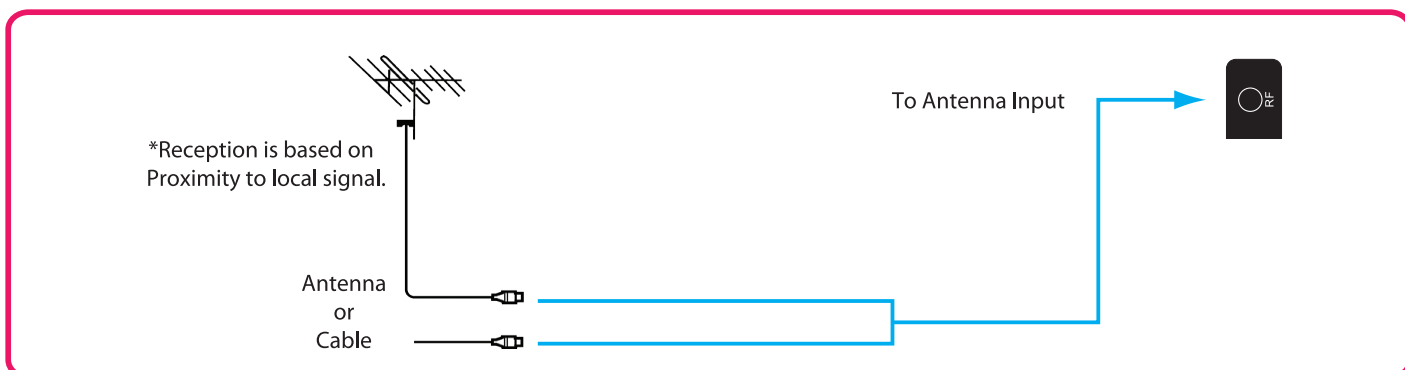 To Antenna Input
RF
*Reception is based on
Proximity to local signal.
Antenna
or
Cable